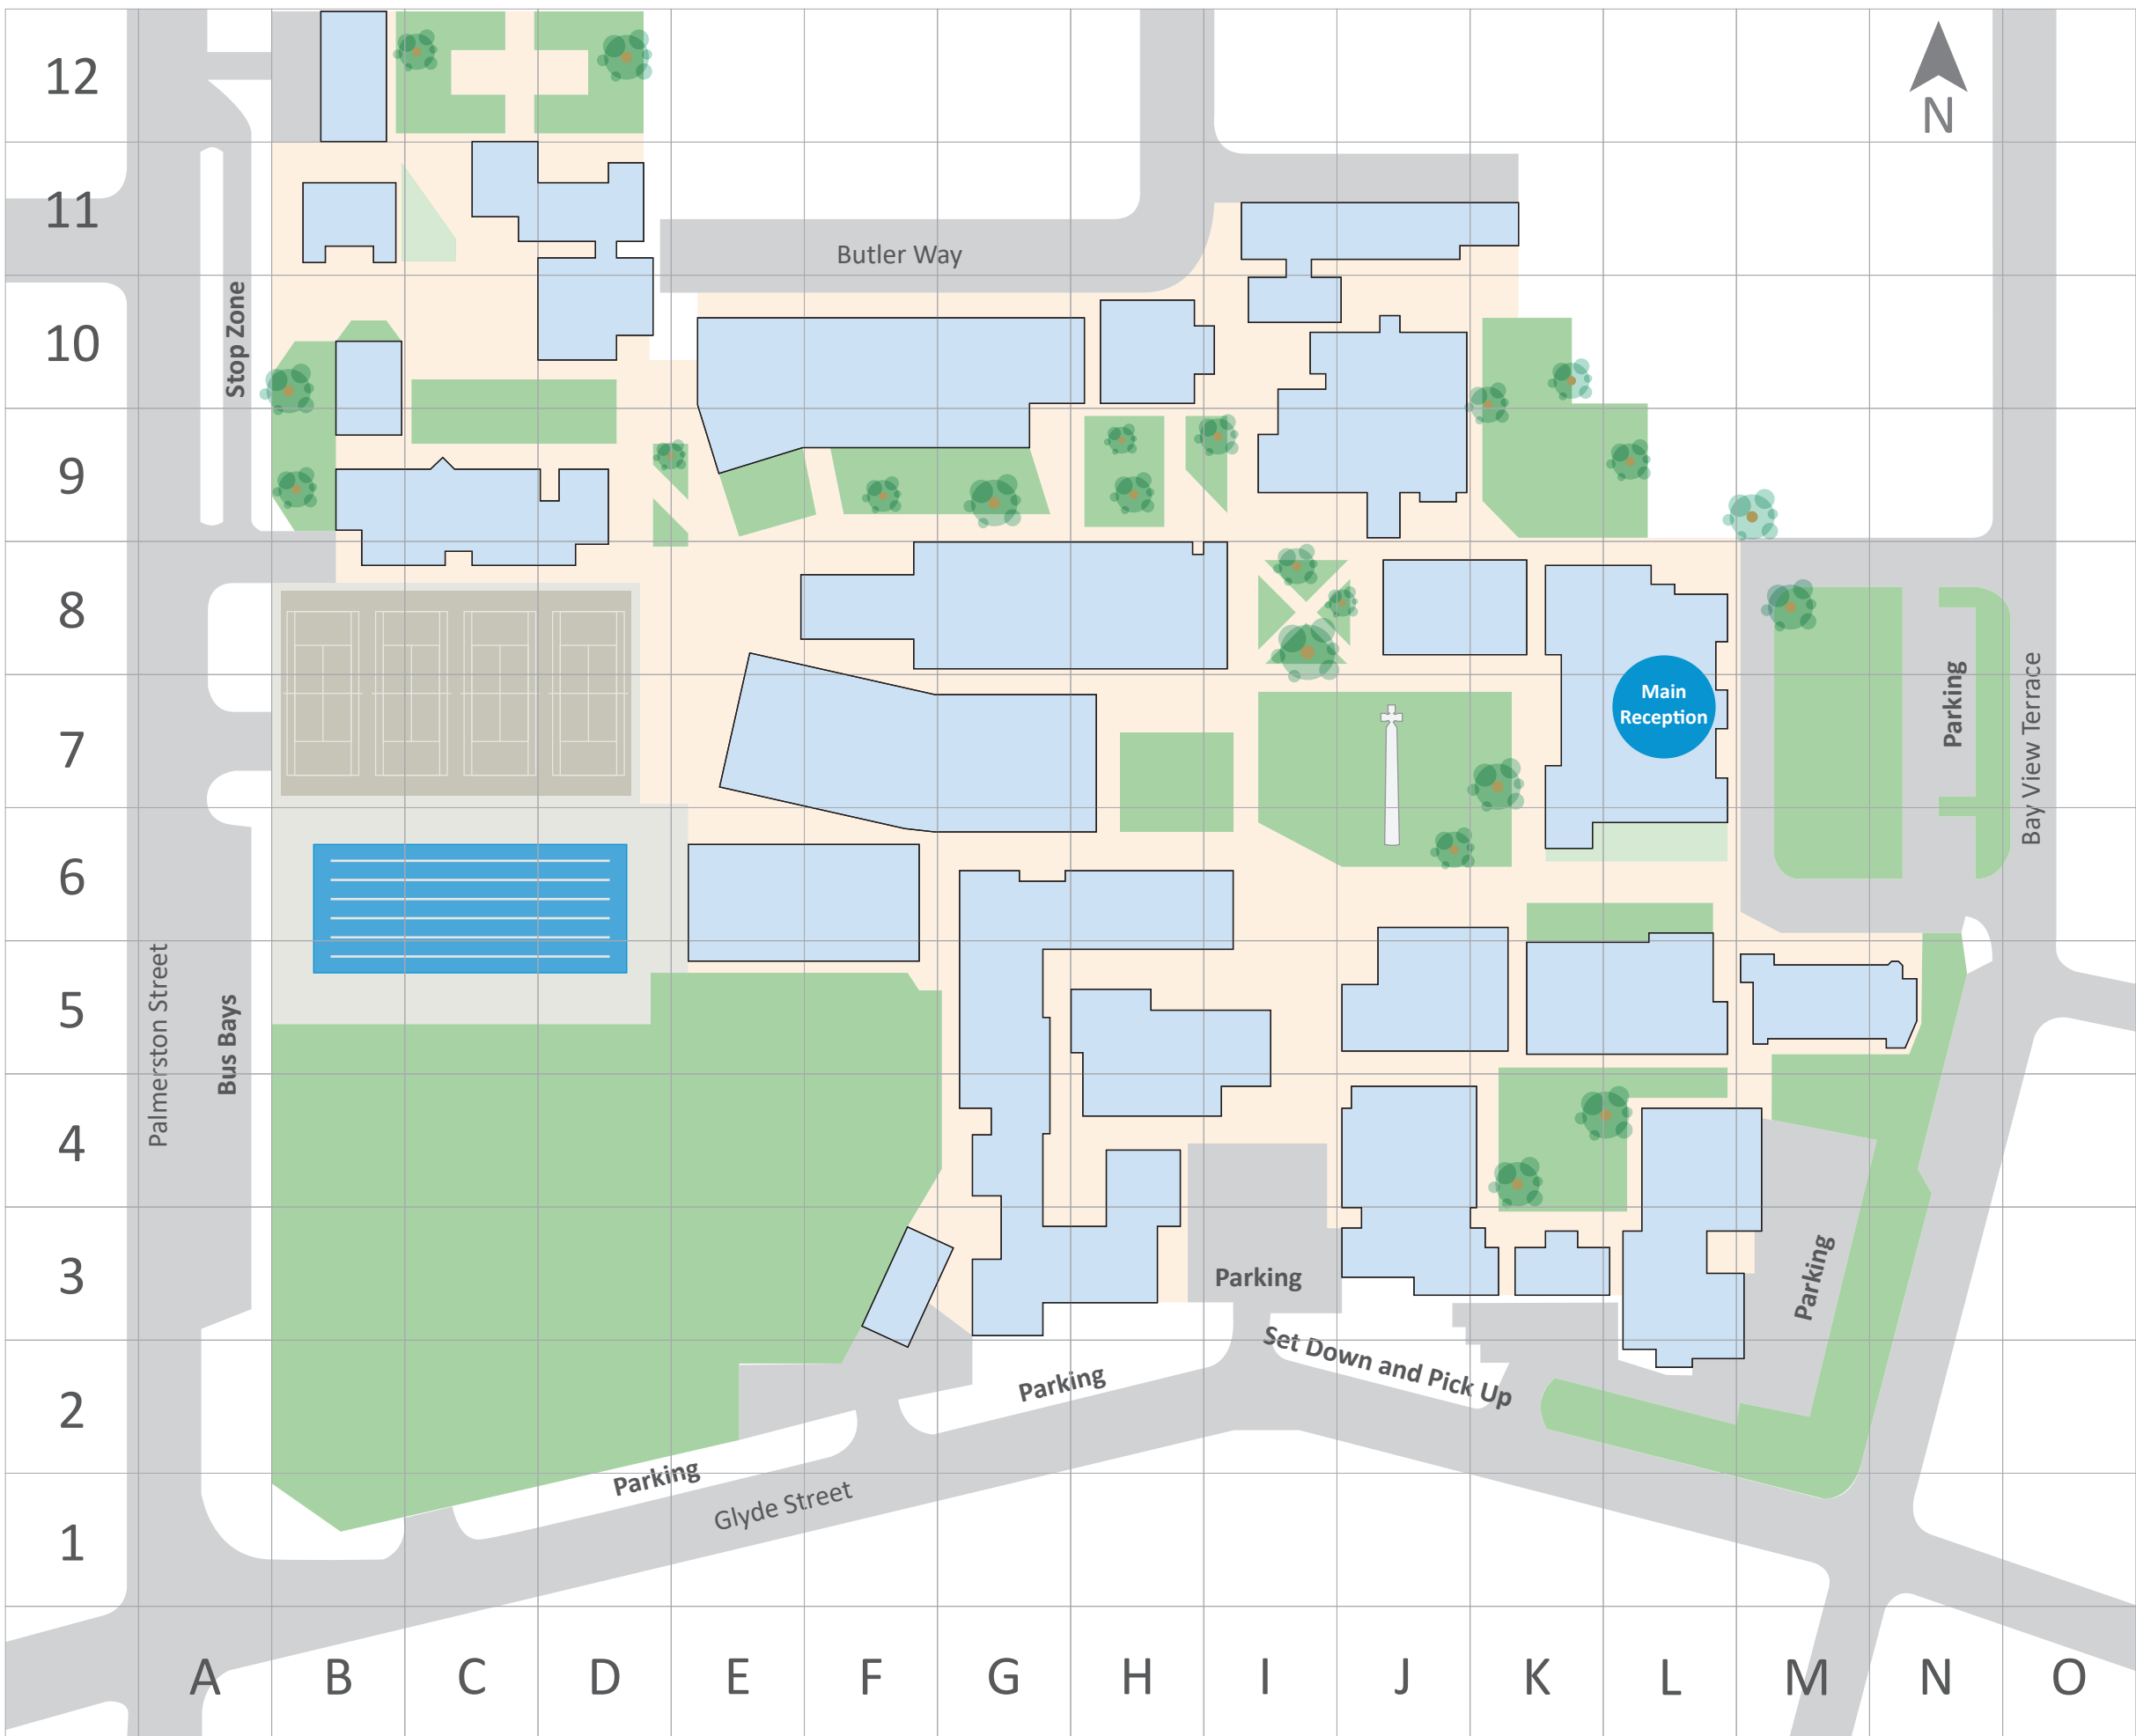 12
N
11
Butler Way
Stop Zone
10
9
8
Main
Reception
Parking
Bay View Terrace
7
6
Palmerston Street
Bus Bays
5
4
3
Parking
Parking
Set Down and Pick Up
Parking
2
Parking
Glyde Street
1
A B C D E F G H I J K L M N O